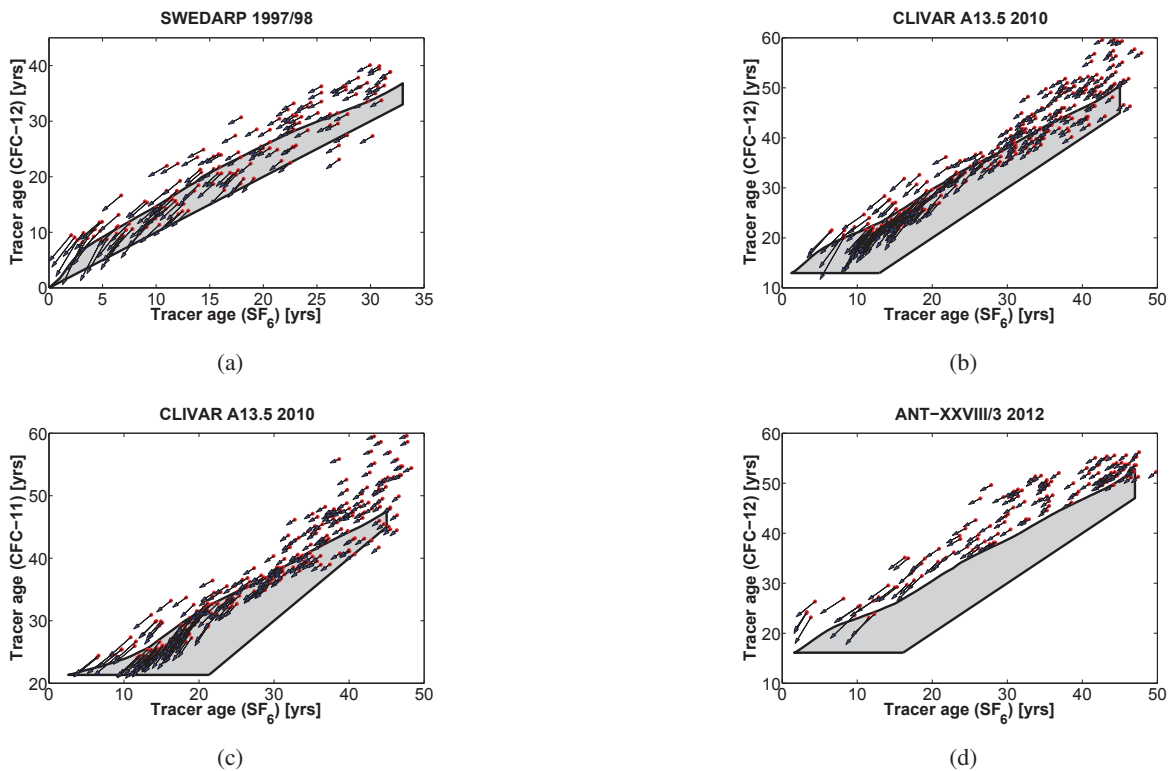 SWEDARP 1997/98
Tracer age (CFC−12) [yrs]
40
30
20
10
0
0 5 10 15 20 25 30 35
Tracer age (SF6) [yrs]
(a)
CLIVAR A13.5 2010
Tracer age (CFC−12) [yrs]
60
50
40
30
20
10
0 10 20 30 40 50
Tracer age (SF6) [yrs]
(b)
CLIVAR A13.5 2010
Tracer age (CFC−11) [yrs]
60
50
40
30
20
0 10 20 30 40 50
Tracer age (SF6) [yrs]
(c)
ANT−XXVIII/3 2012
Tracer age (CFC−12) [yrs]
60
50
40
30
20
10
0 10 20 30 40 50
Tracer age (SF6) [yrs]
(d)